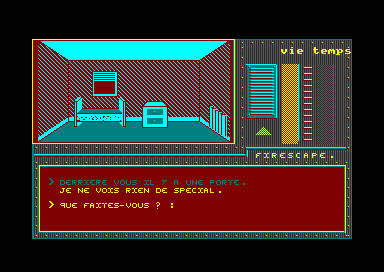 vie temps
FIRESCAPE.
> DERRIERE VOUS IL Y A UNE PORTE.
JE NE VOIS RIEN DE SPECIAL.
> QUE FAITES-VOUS ? :